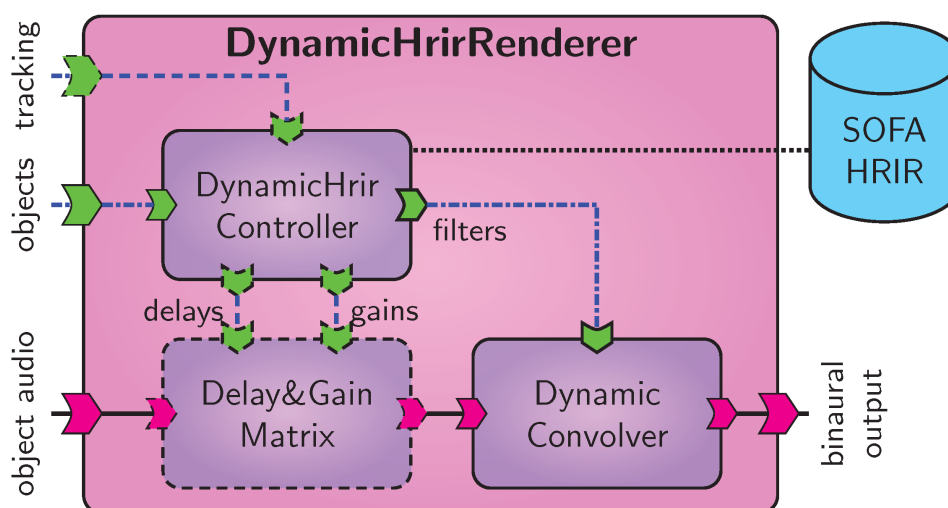 DynamicHrirRenderer
tracking
SOFA
HRIR
DynamicHrir
Controller
objects
filters
delays
gains
object audio
Delay&Gain
Matrix
Dynamic
Convolver
binaural
output